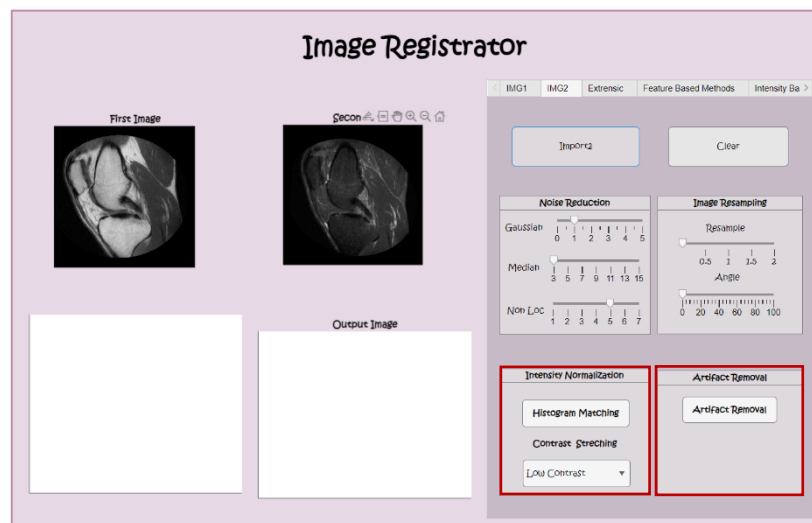 Image Registrator
First Image
Secon
Output Image
IMG1 IMG2 Extrensic Feature Based Methods Intensity Ba
Import2 Clear
Noise Reduction
Gaussian
0 1 2 3 4 5
Median
3 5 7 9 11 13 15
Non Loc
1 2 3 4 5 6 7
Image Resampling
Resample
0.5 1 1.5 2
Angle
0 20 40 60 80 100
Intensity Normalization
Histogram Matching
Contrast Streching
Low Contrast
Artifact Removal
Artifact Removal